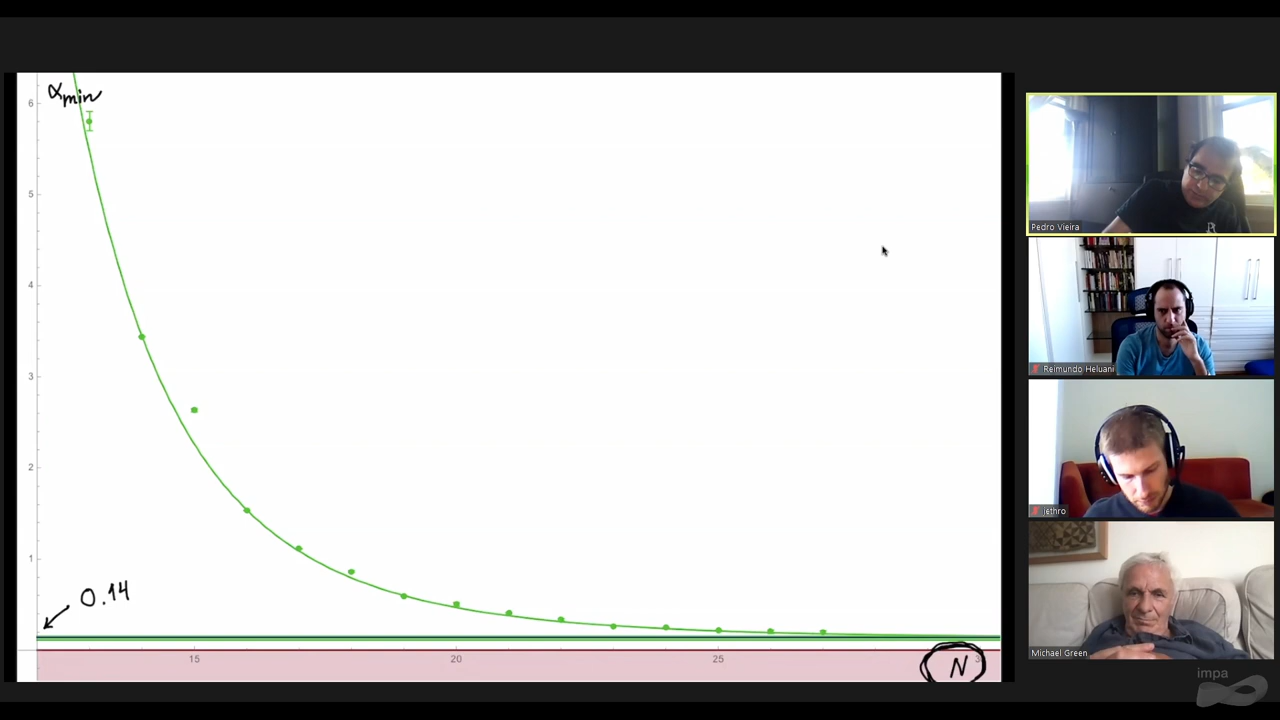 α min
6
5
4
3
2
1
0.14
15
20
25
N
Pedro Vieira
Reimundo Heluani
jethro
Michael Green
impa